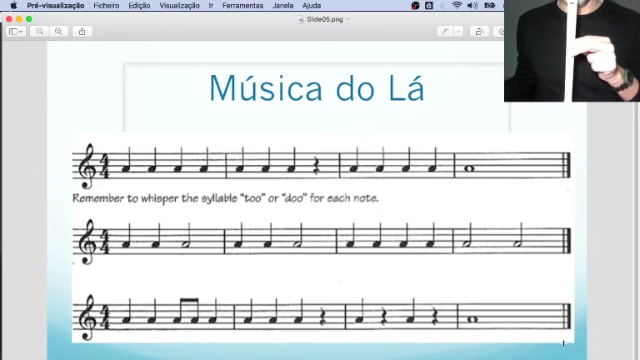 Pré-visualização Ficheiro Edição Visualização Ir Ferramentas Janela Ajuda
Slide05.png
Música do Lá
Remember to whisper the syllable "too" or "doo" for each note.